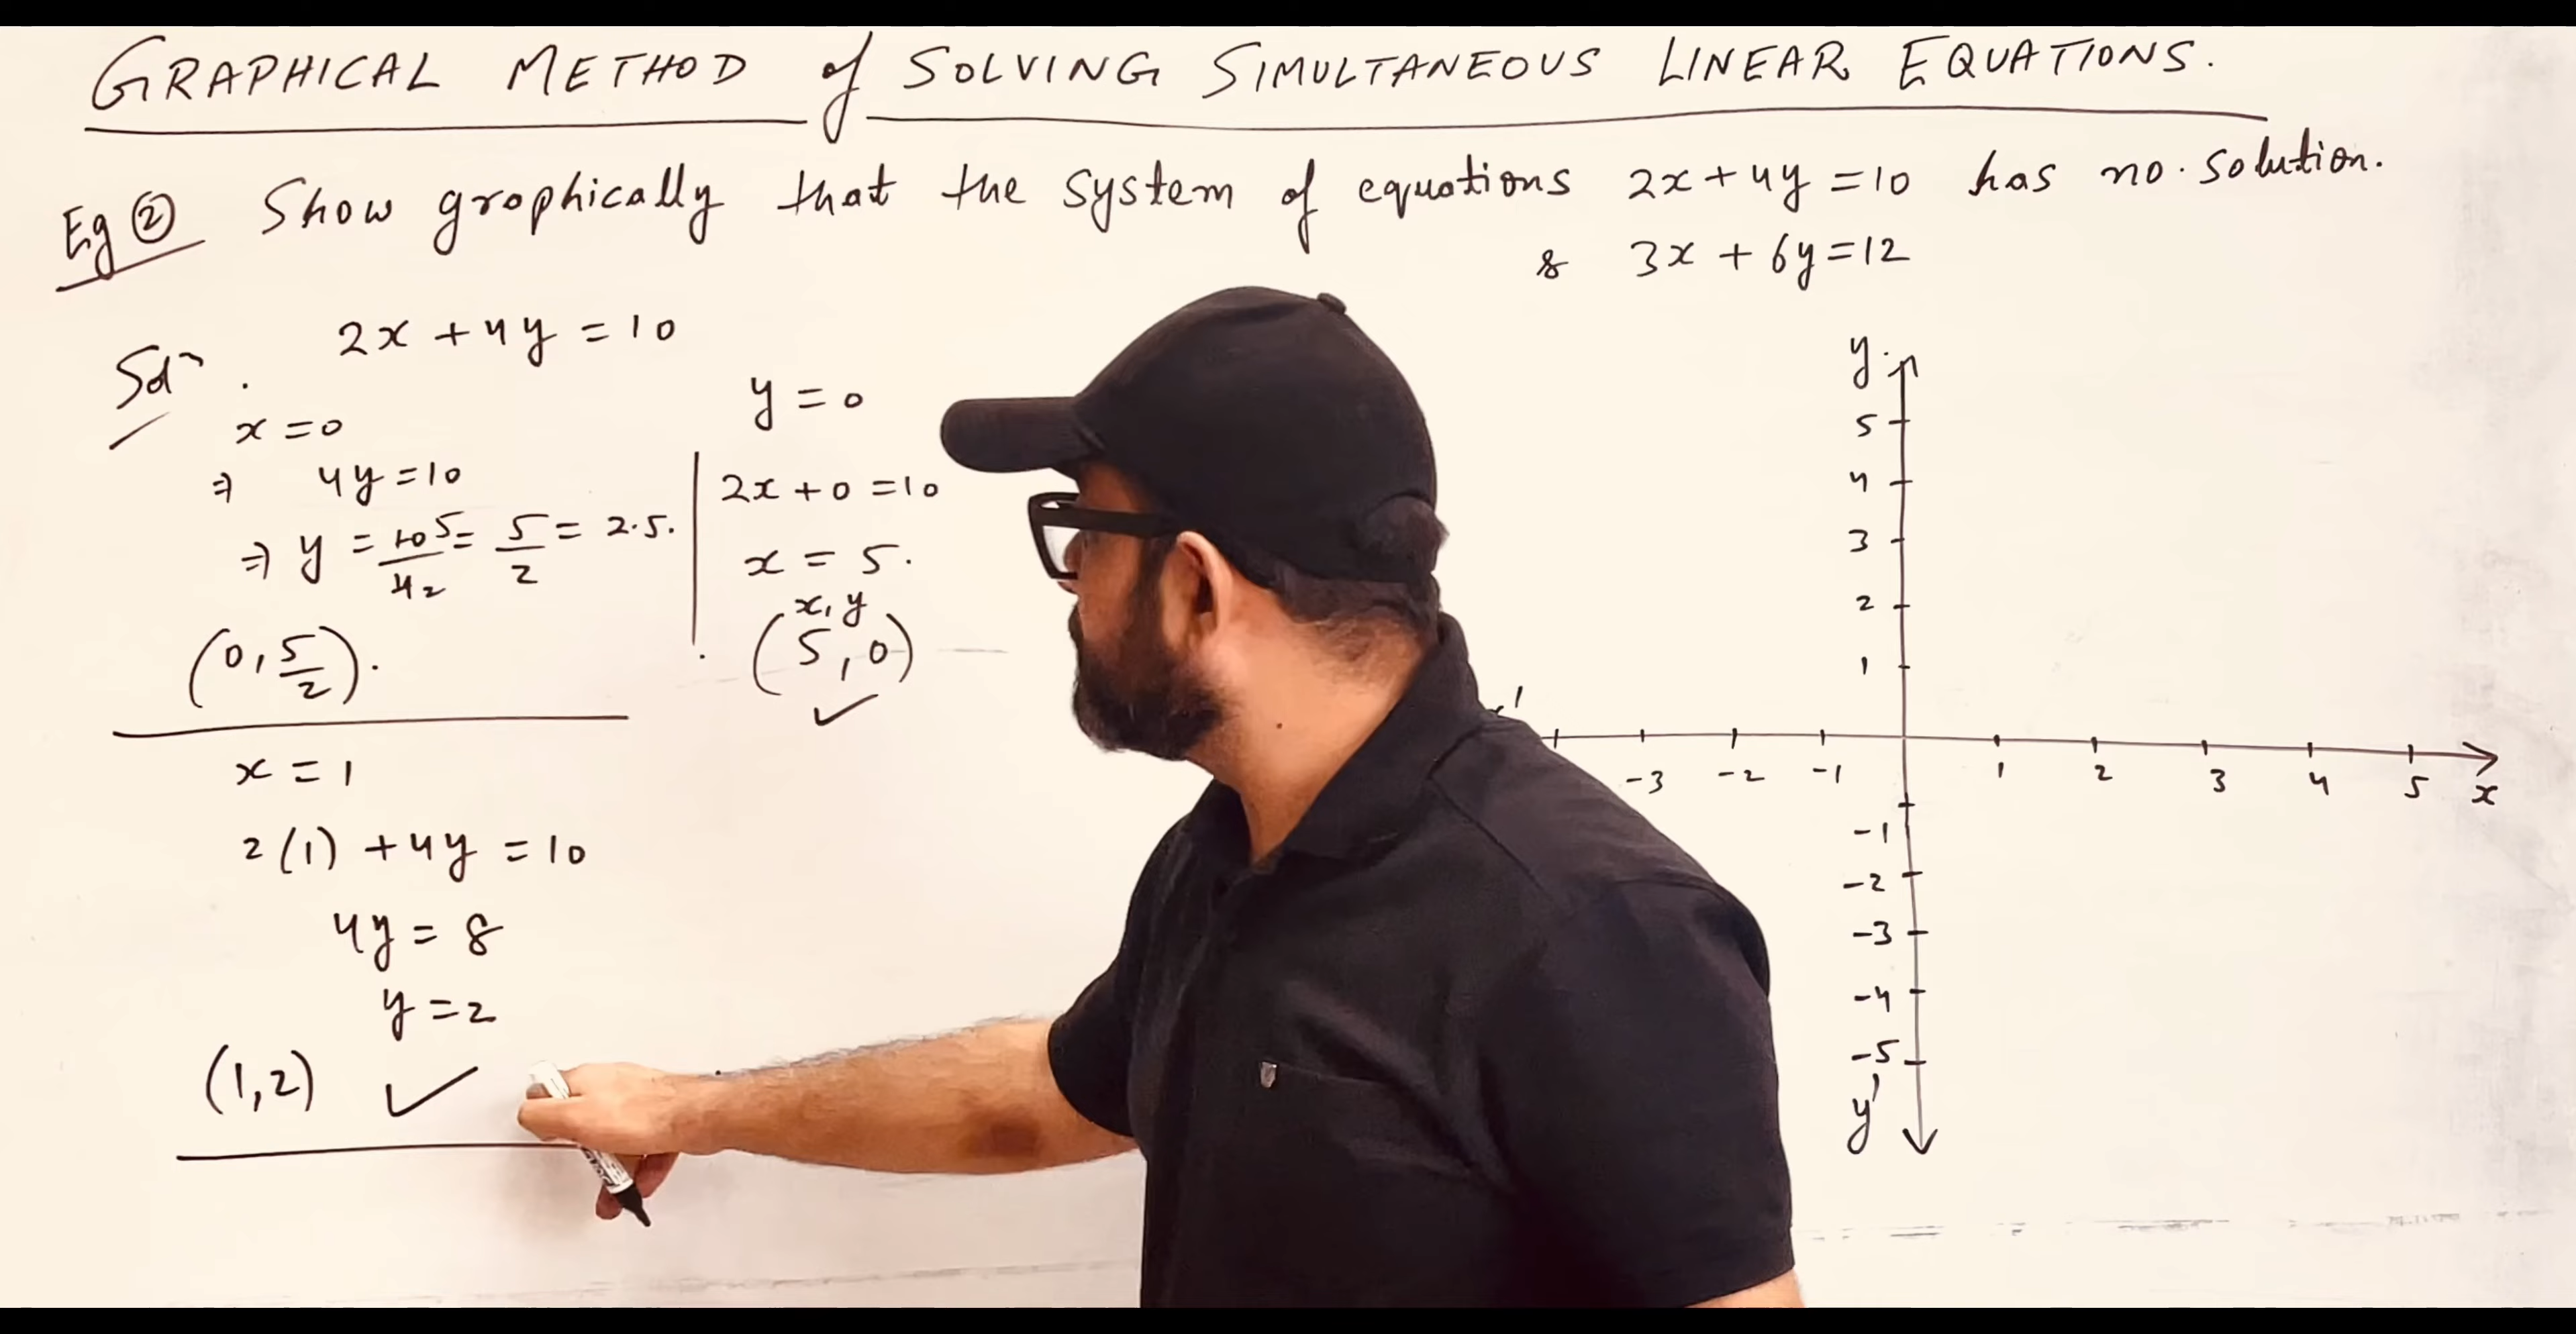 GRAPHICAL METHOD of SOLVING SIMULTANEOUS LINEAR EQUATIONS.
Eg ② Show graphically that the system of equations 2x + 4y = 10 has no solution.
& 3x + 6y = 12
Solⁿ.
2x + 4y = 10
x = 0
⇒ 4y = 10
⇒ y = 10/4 5/2 = 5/2 = 2.5.
(0, 5/2).
y = 0
2x + 0 = 10
x = 5.
x, y
(5, 0)
✓
x = 1
2(1) + 4y = 10
4y = 8
y = 2
(1,2) ✓
y
5
4
3
2
1
x'
-3 -2 -1 1 2 3 4 5 x
-1
-2
-3
-4
-5
y'